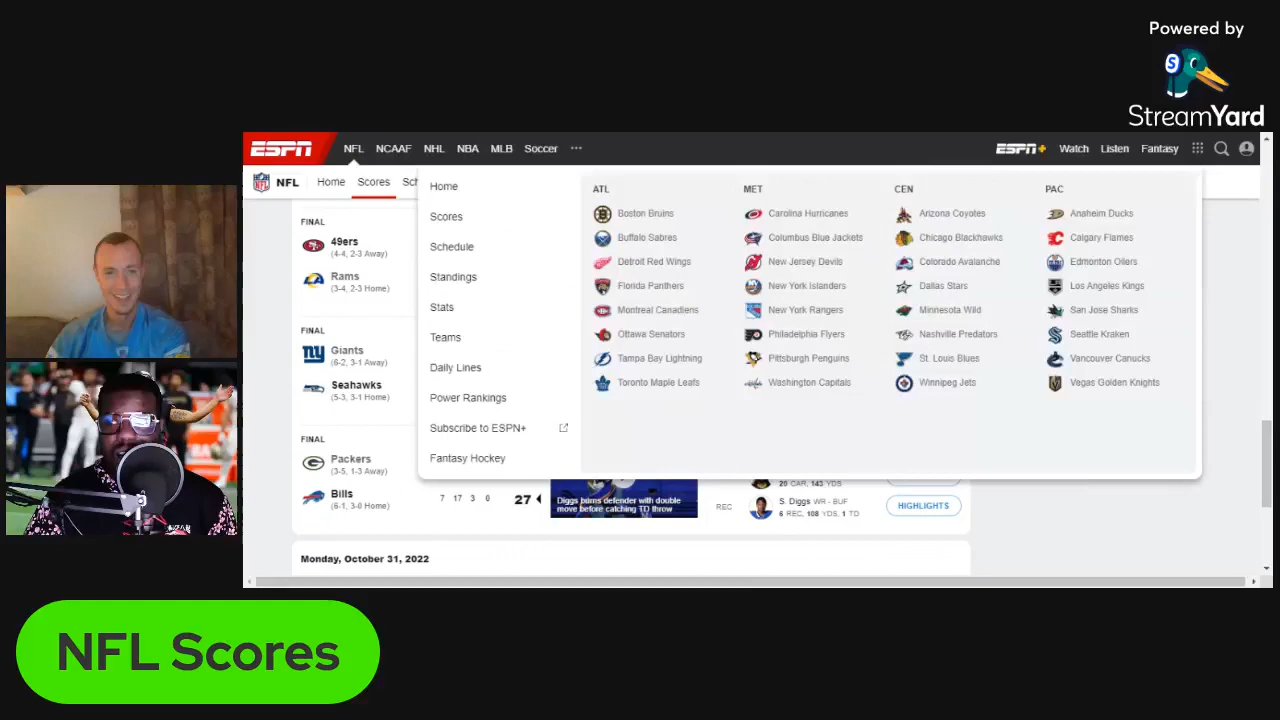 Powered by
StreamYard
ESPN NFL NCAAF NHL NBA MLB Soccer ... ESPN+ Watch Listen Fantasy
NFL Home Scores Sch
Home
Scores
Schedule
Standings
Stats
Teams
Daily Lines
Power Rankings
Subscribe to ESPN+
Fantasy Hockey
ATL
Boston Bruins
Buffalo Sabres
Detroit Red Wings
Florida Panthers
Montreal Canadiens
Ottawa Senators
Tampa Bay Lightning
Toronto Maple Leafs
MET
Carolina Hurricanes
Columbus Blue Jackets
New Jersey Devils
New York Islanders
New York Rangers
Philadelphia Flyers
Pittsburgh Penguins
Washington Capitals
CEN
Arizona Coyotes
Chicago Blackhawks
Colorado Avalanche
Dallas Stars
Minnesota Wild
Nashville Predators
St. Louis Blues
Winnipeg Jets
PAC
Anaheim Ducks
Calgary Flames
Edmonton Oilers
Los Angeles Kings
San Jose Sharks
Seattle Kraken
Vancouver Canucks
Vegas Golden Knights
FINAL
49ers
(4-4, 2-3 Away)
Rams
(3-4, 2-3 Home)
FINAL
Giants
(6-2, 3-1 Away)
Seahawks
(5-3, 3-1 Home)
FINAL
Packers
(3-5, 1-3 Away)
Bills
(6-1, 3-0 Home)
7 17 3 0 27
Diggs burns defender with double
move before catching TD throw
20 CAR, 143 YDS
REC
S. Diggs WR - BUF
6 REC, 108 YDS, 1 TD
HIGHLIGHTS
Monday, October 31, 2022
NFL Scores